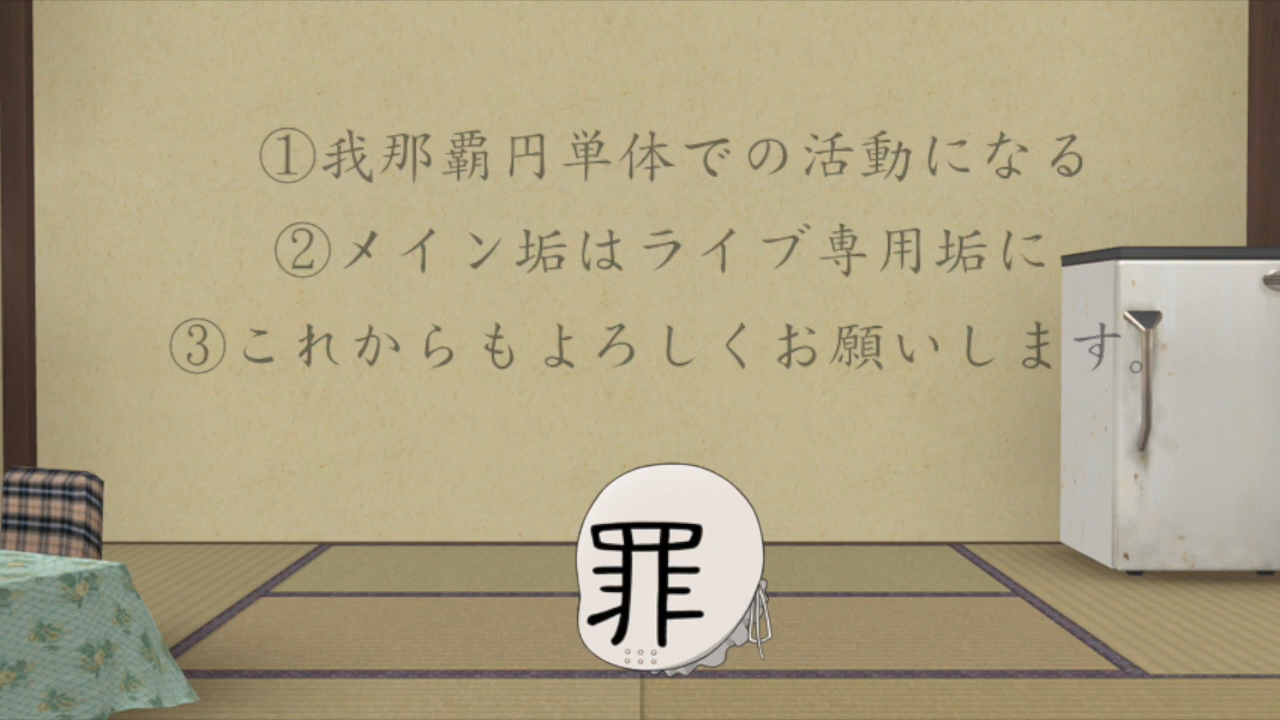 ①我那覇円単体での活動になる
②メイン垢はライブ専用垢に
③これからもよろしくお願いします。
罪